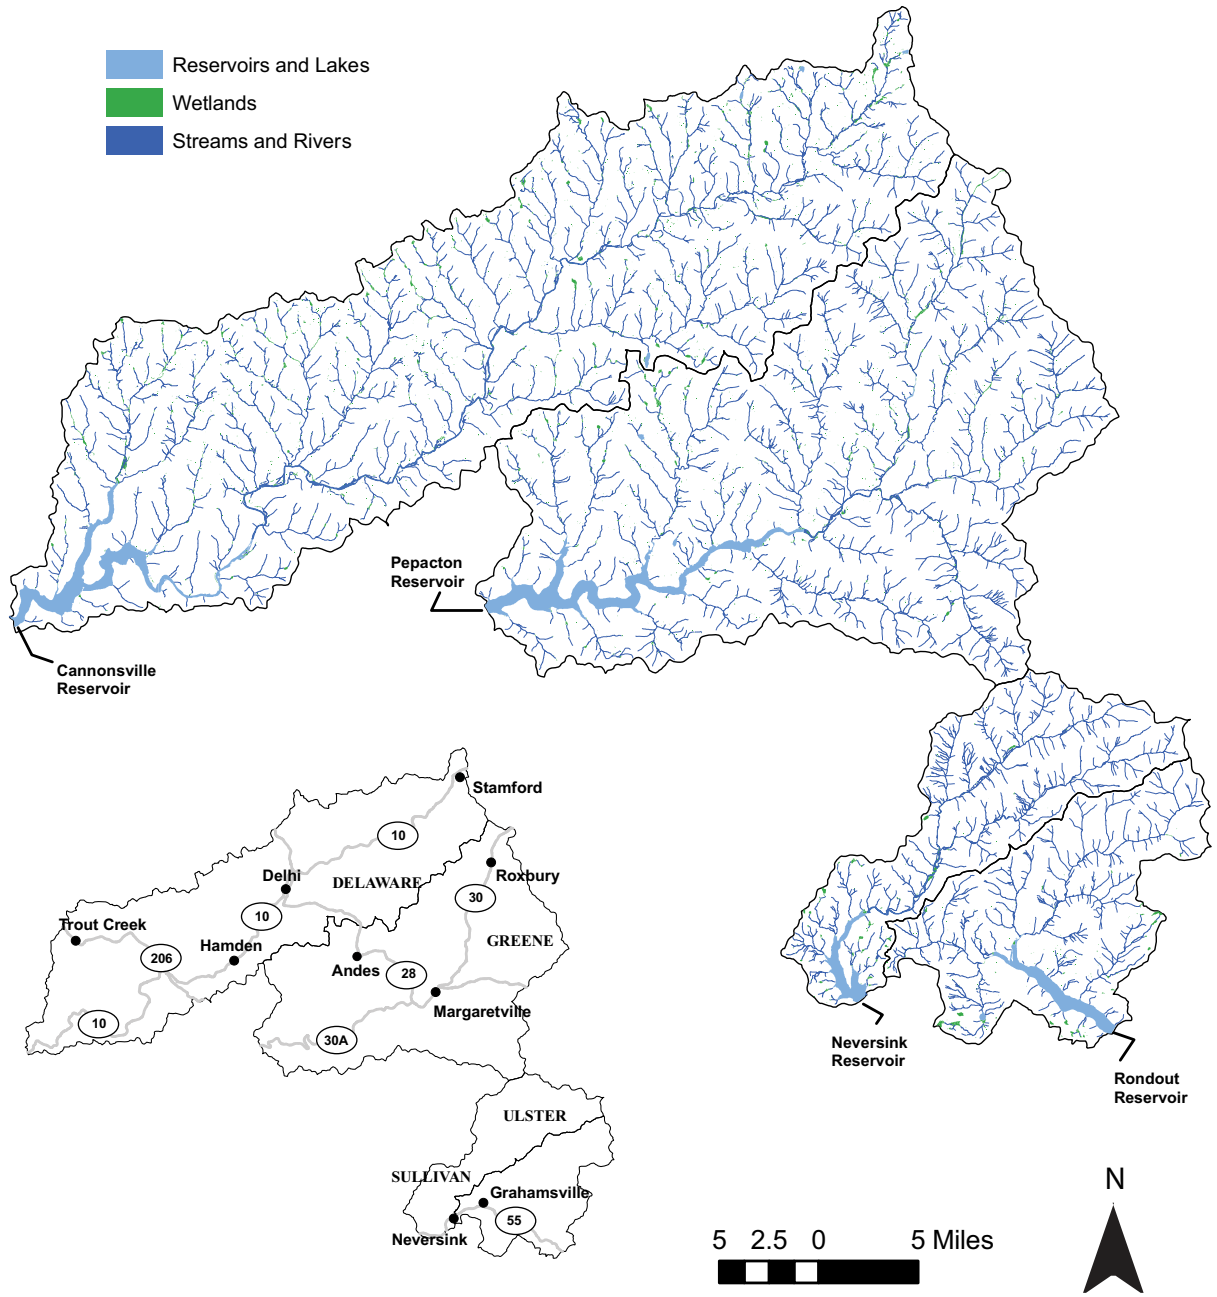 Reservoirs and Lakes
Wetlands
Streams and Rivers
Pepacton
Reservoir
Cannonsville
Reservoir
Stamford
10
Delhi
DELAWARE
Roxbury
30
10
Trout Creek
Hamden
GREENE
206
Andes
28
Margaretville
10
30A
Neversink
Reservoir
Rondout
Reservoir
ULSTER
SULLIVAN
Grahamsville
55
Neversink
N
5 2.5 0 5 Miles